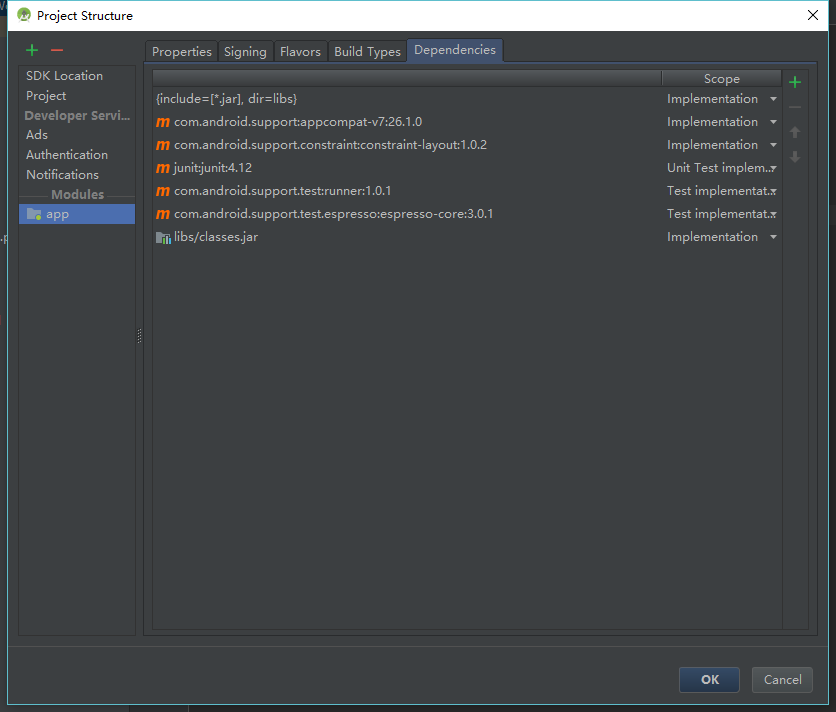 Project Structure
SDK Location
Project
Developer Servi...
Ads
Authentication
Notifications
Modules
app
Properties
Signing
Flavors
Build Types
Dependencies
Scope
{include=[*.jar], dir=libs}
Implementation
m com.android.support:appcompat-v7:26.1.0
Implementation
m com.android.support.constraint:constraint-layout:1.0.2
Implementation
m junit:junit:4.12
Unit Test implem...
m com.android.support.test:runner:1.0.1
Test implementat...
m com.android.support.test.espresso:espresso-core:3.0.1
Test implementat...
libs/classes.jar
Implementation
OK
Cancel